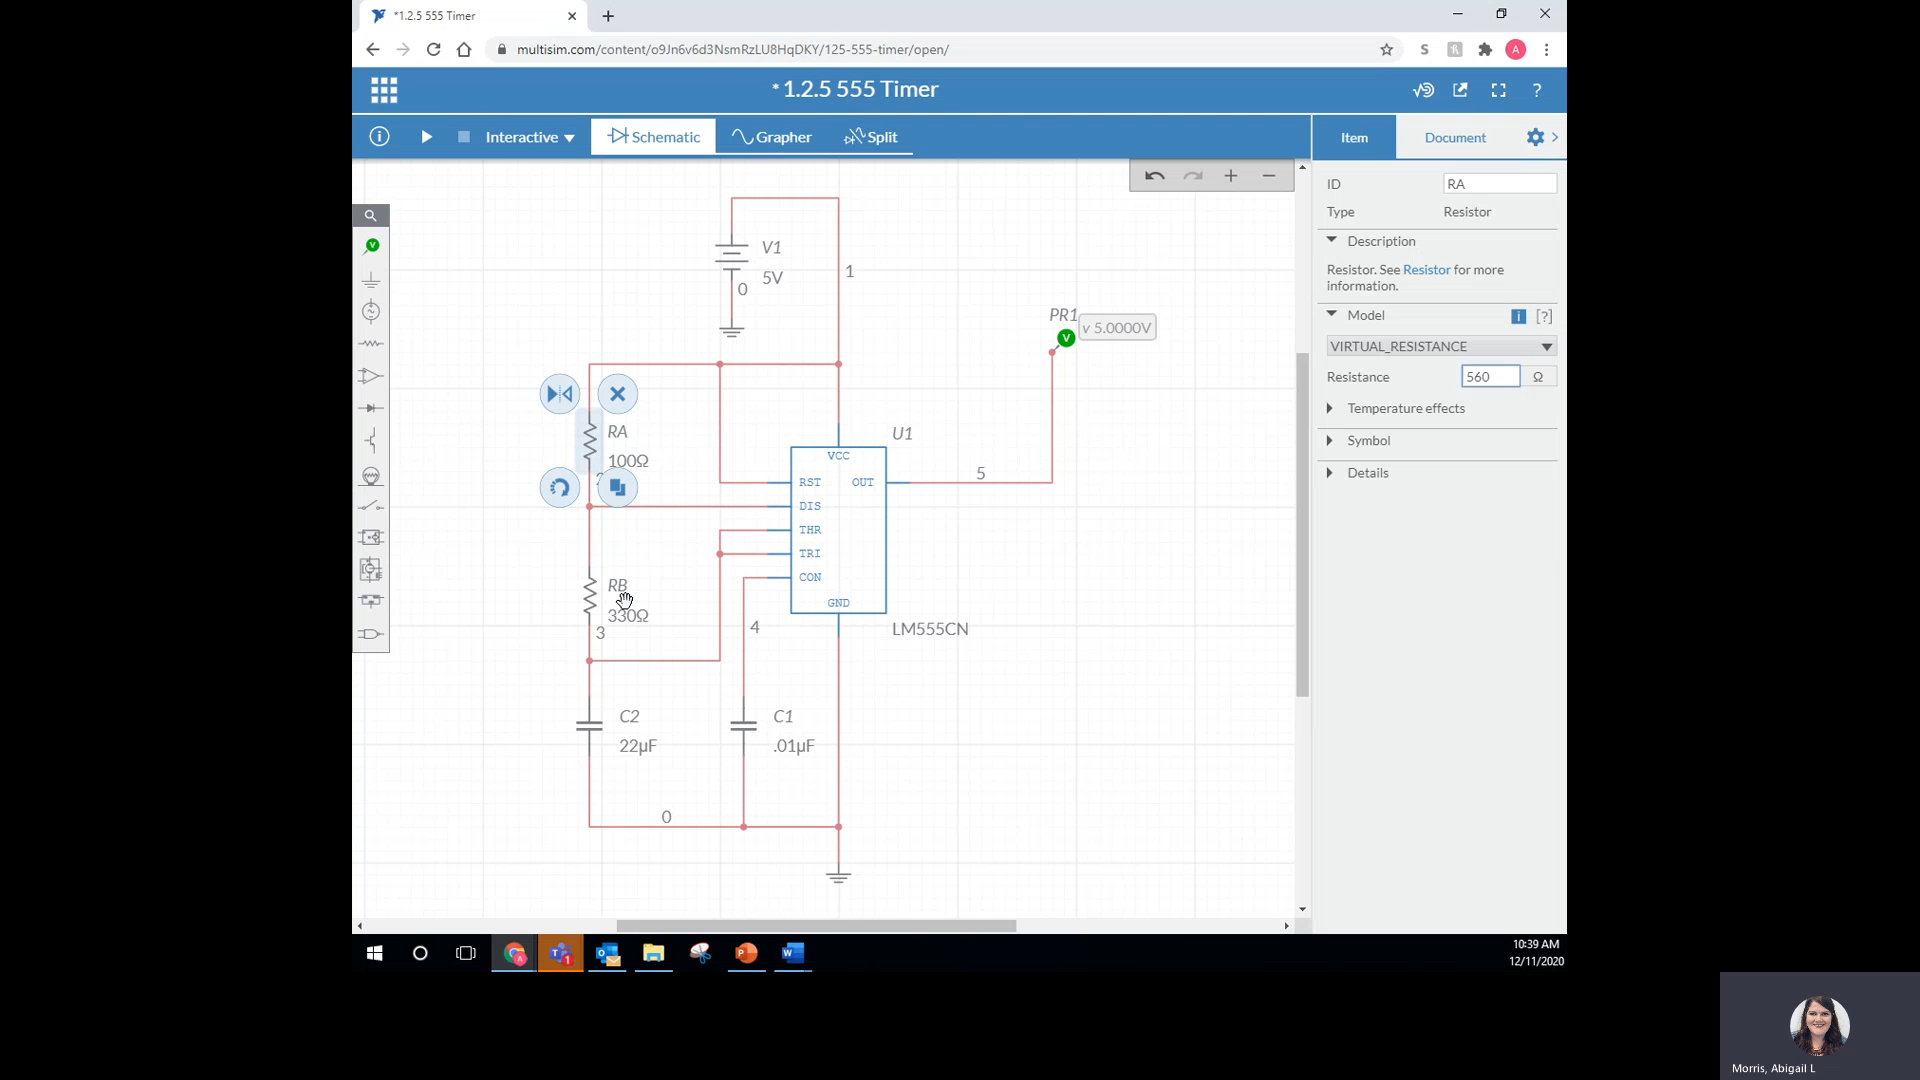 *1.2.5 555 Timer
multisim.com/content/o9Jn6v6d3NsmRzLU8HqDKY/125-555-timer/open/
S
A
* 1.2.5 555 Timer
?
Interactive
Schematic
Grapher
Split
Item
Document
ID
RA
Type
Resistor
Description
Resistor. See Resistor for more
information.
Model
i
[?]
VIRTUAL_RESISTANCE
Resistance
560
Ω
Temperature effects
Symbol
Details
V1
5V
0
1
PR1
V
v 5.0000V
RA
100Ω
U1
VCC
RST
OUT
5
DIS
THR
TRI
CON
GND
LM555CN
RB
330Ω
3
4
C2
22µF
C1
.01µF
0
10:39 AM
12/11/2020
Morris, Abigail L